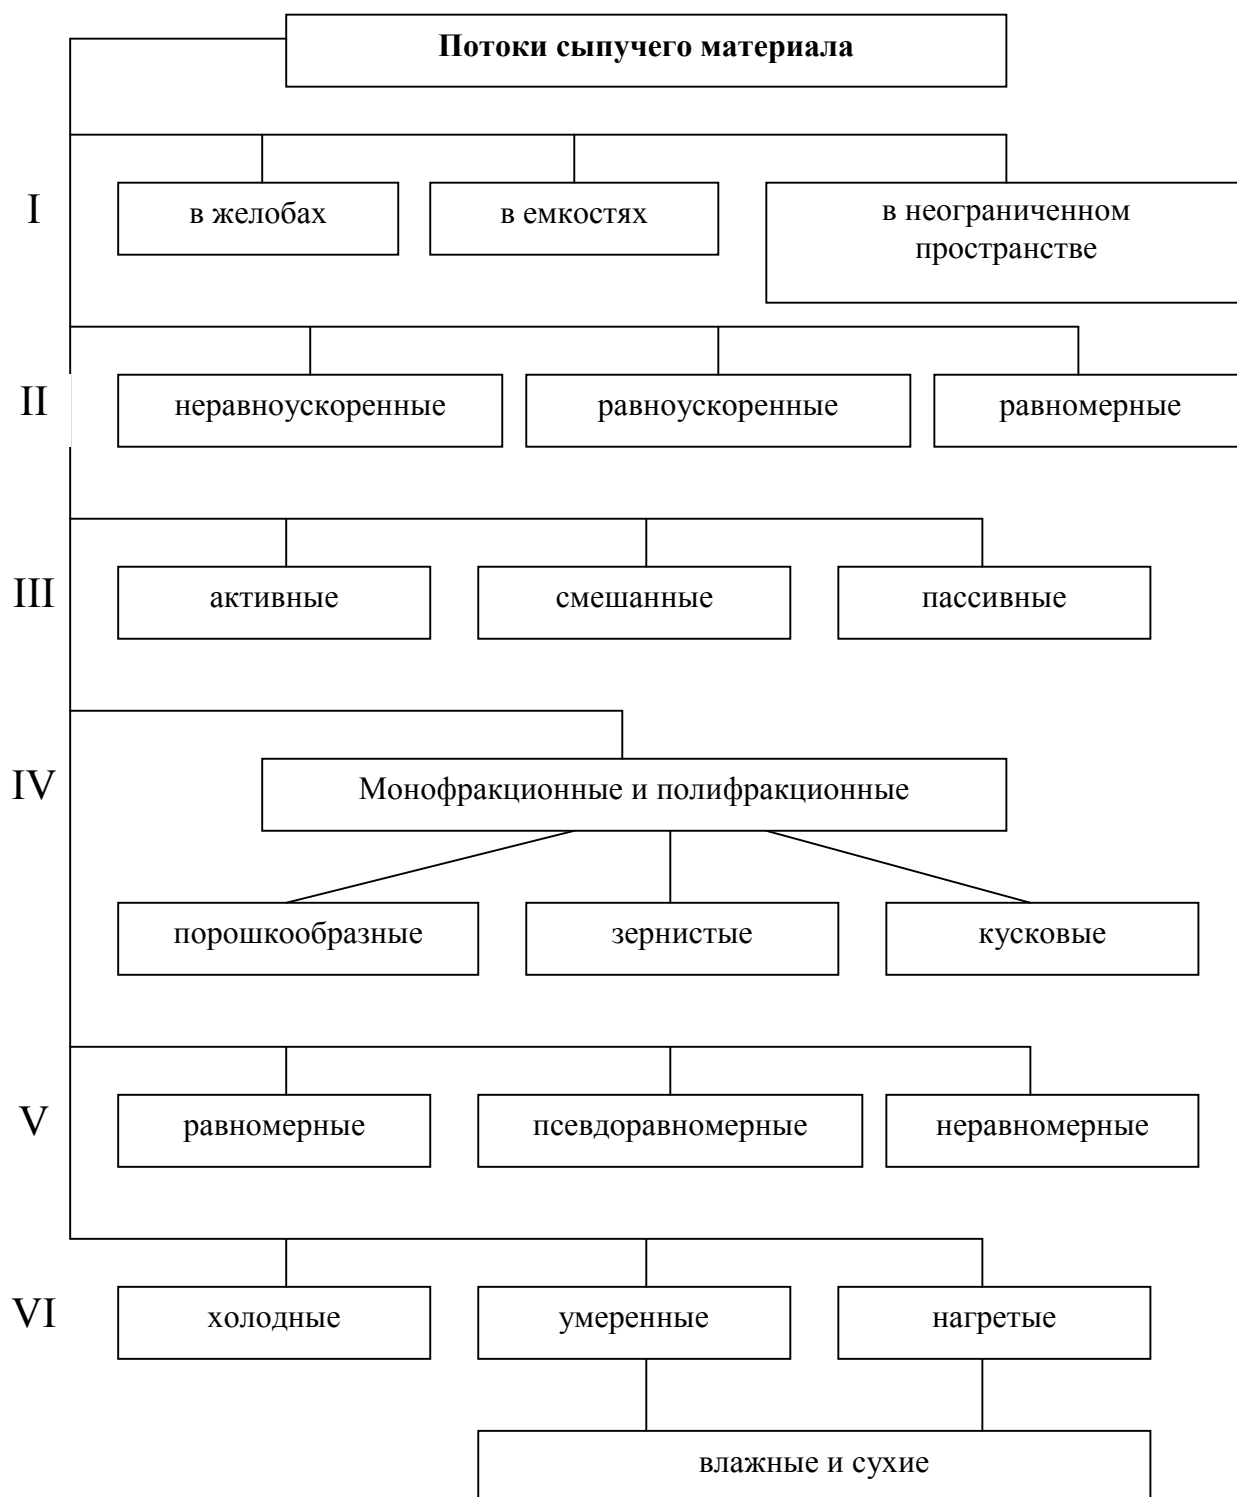 Потоки сыпучего материала
I
в желобах
в емкостях
в неограниченном
пространстве
II
неравноускоренные
равноускоренные
равномерные
III
активные
смешанные
пассивные
IV
Монофракционные и полифракционные
порошкообразные
зернистые
кусковые
V
равномерные
псевдоравномерные
неравномерные
VI
холодные
умеренные
нагретые
влажные и сухие